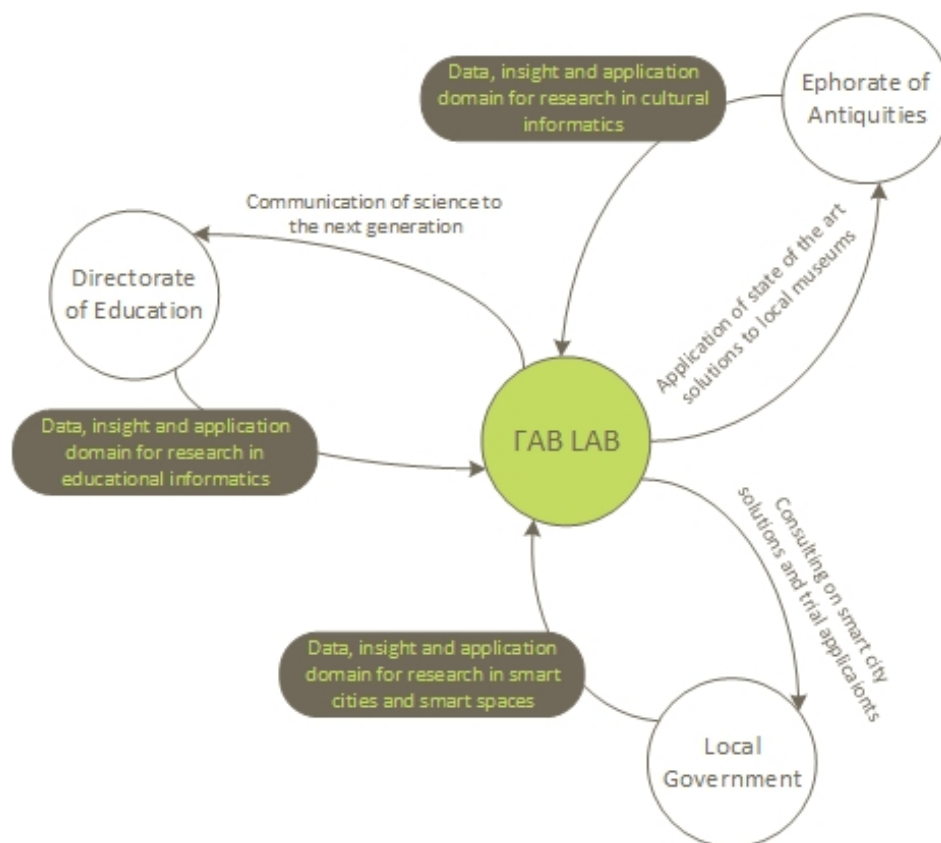 Data, insight and application
domain for research in cultural
informatics
Ephorate of
Antiquities
Communication of science to
the next generation
Directorate
of Education
Application of state of the art
solutions to local museums
Data, insight and application
domain for research in
educational informatics
ΓAB LAB
Consulting on smart city
solutions and trial applicaionts
Data, insight and application
domain for research in smart
cities and smart spaces
Local
Government